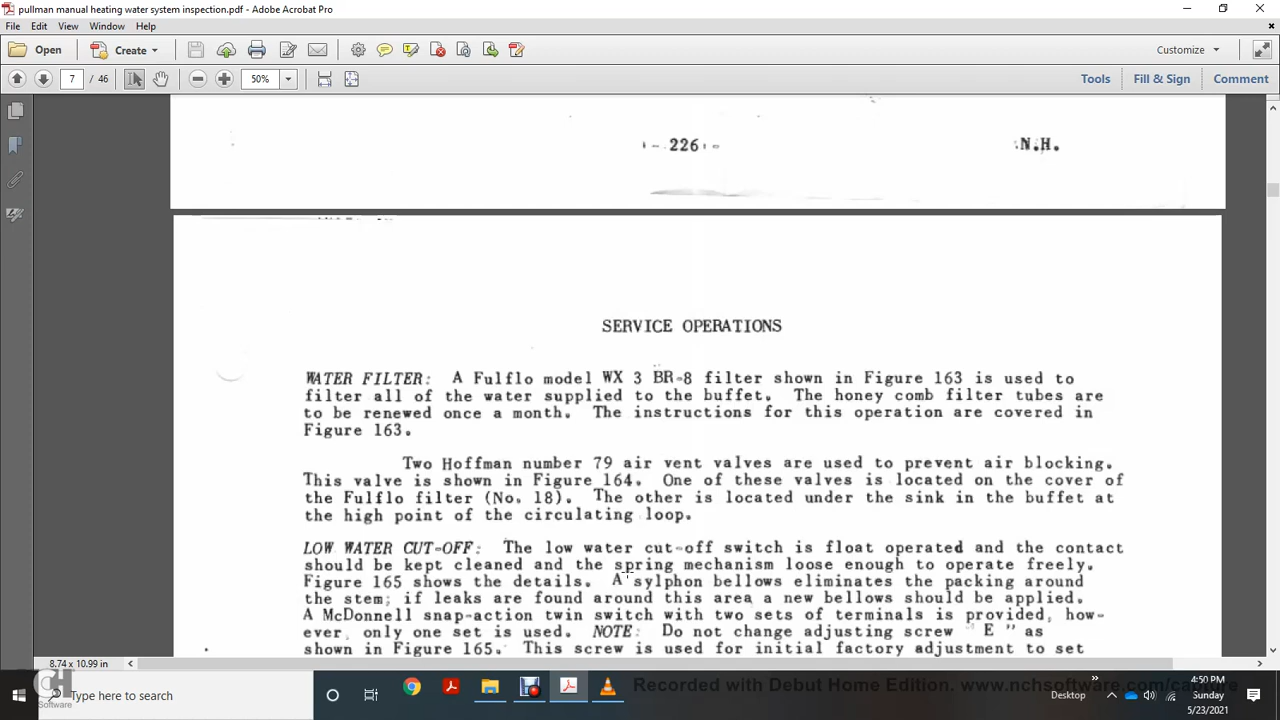 pullman manual heating water system inspection.pdf - Adobe Acrobat Pro
File Edit View Window Help
Open Create Customize
7 / 46 50% Tools Fill & Sign Comment
- 226 - N.H.
SERVICE OPERATIONS
WATER FILTER: A Fulflo model WX 3 BR-8 filter shown in Figure 163 is used to
filter all of the water supplied to the buffet. The honey comb filter tubes are
to be renewed once a month. The instructions for this operation are covered in
Figure 163.
Two Hoffman number 79 air vent valves are used to prevent air blocking.
This valve is shown in Figure 164. One of these valves is located on the cover of
the Fulflo filter (No. 18). The other is located under the sink in the buffet at
the high point of the circulating loop.
LOW WATER CUT-OFF: The low water cut-off switch is float operated and the contact
should be kept cleaned and the spring mechanism loose enough to operate freely.
Figure 165 shows the details. A sylphon bellows eliminates the packing around
the stem; if leaks are found around this area a new bellows should be applied.
A McDonnell snap-action twin switch with two sets of terminals is provided, how-
ever, only one set is used. NOTE: Do not change adjusting screw "E" as
shown in Figure 165. This screw is used for initial factory adjustment to set
8.74 x 10.99 in
Recorded with Debut Home Edition. www.nchsoftware.com/capture
CH
Software
Type here to search
Desktop
4:50 PM
Sunday
5/23/2021